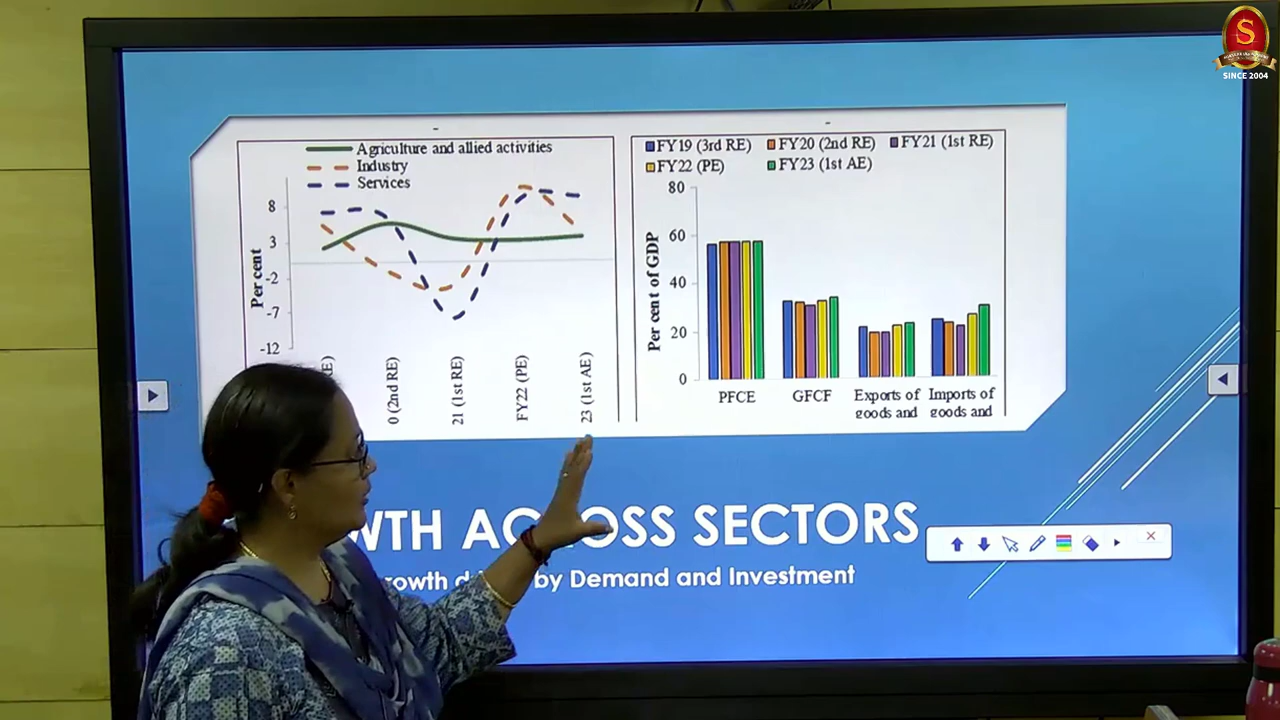 S
SINCE 2004
Agriculture and allied activities
Industry
Services
8
3
-2
-7
-12
Per cent
0 (2nd RE)
21 (1st RE)
FY22 (PE)
23 (1st AE)
FY19 (3rd RE) FY20 (2nd RE) FY21 (1st RE)
FY22 (PE) FY23 (1st AE)
80
60
40
20
0
Per cent of GDP
PFCE GFCF Exports of Imports of
goods and goods and
ACROSS SECTORS
by Demand and Investment